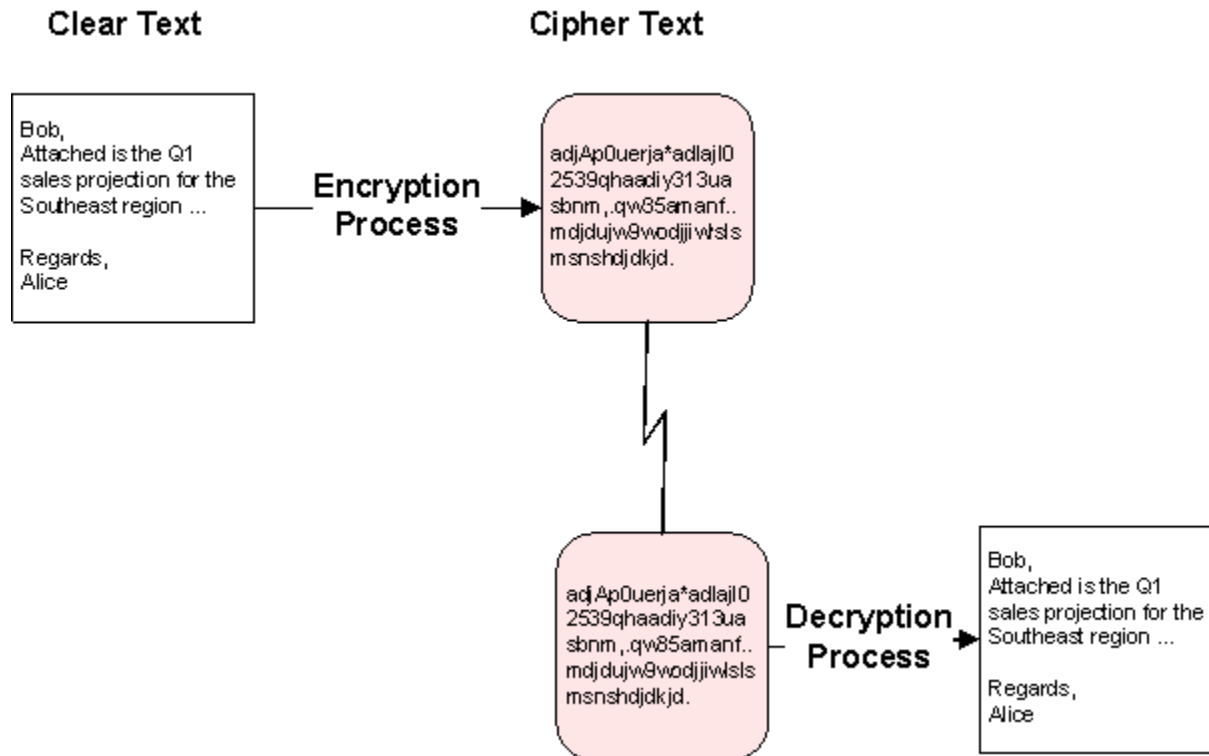 Clear Text
Cipher Text
Bob,
Attached is the Q1
sales projection for the
Southeast region ...
Regards,
Alice
Encryption
Process
adjAp0uerja*adlajl0
2539qhaadiy313ua
sbnm,.qw85amanf..
mdjdujw9wodjjiwlsls
msnshdjdkjd.
adjAp0uerja*adlajl0
2539qhaadiy313ua
sbnm,.qw85amanf..
mdjdujw9wodjjiwlsls
msnshdjdkjd.
Decryption
Process
Bob,
Attached is the Q1
sales projection for the
Southeast region ...
Regards,
Alice